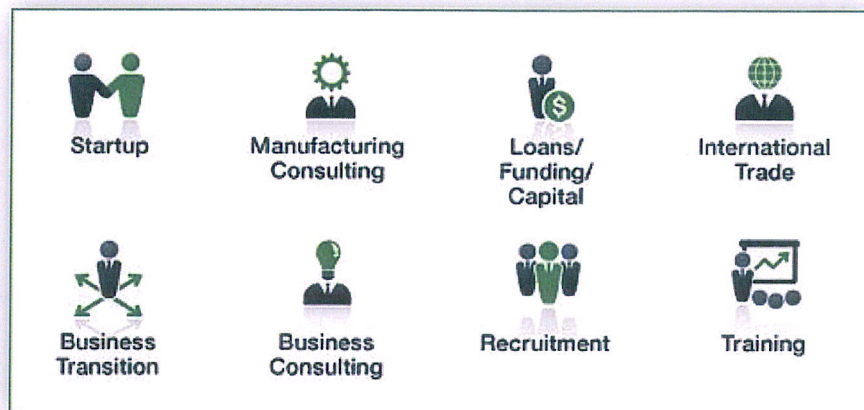 Startup
Manufacturing
Consulting
Loans/
Funding/
Capital
$
International
Trade
Business
Transition
Business
Consulting
Recruitment
Training